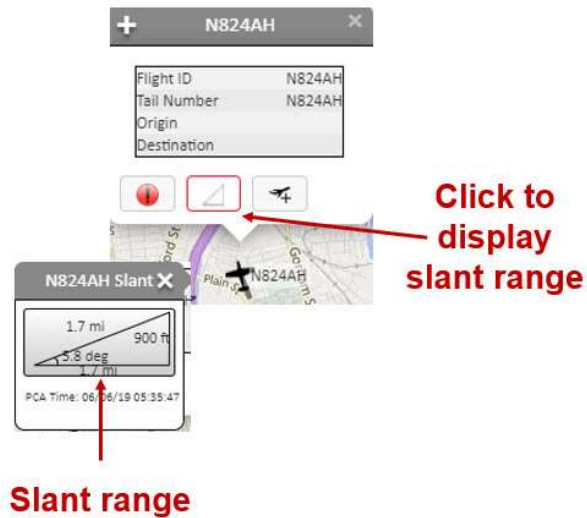 N824AH
Flight ID N824AH
Tail Number N824AH
Origin
Destination
Click to
display
slant range
Plain S
Gorham S
N824AH
N824AH Slant
1.7 mi
900 ft
5.8 deg
1.7 mi
PCA Time: 06/06/19 05:35:47
Slant range